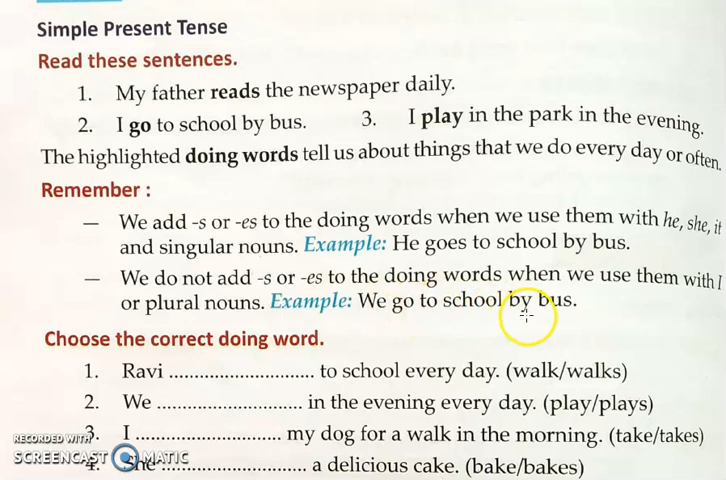 Simple Present Tense
Read these sentences.
1. My father reads the newspaper daily.
2. I go to school by bus. 3. I play in the park in the evening.
The highlighted doing words tell us about things that we do every day or often.
Remember :
— We add -s or -es to the doing words when we use them with he, she, it
and singular nouns. Example: He goes to school by bus.
— We do not add -s or -es to the doing words when we use them with I
or plural nouns. Example: We go to school by bus.
Choose the correct doing word.
1. Ravi ............................ to school every day. (walk/walks)
2. We ............................ in the evening every day. (play/plays)
3. I ............................ my dog for a walk in the morning. (take/takes)
4. She ............................ a delicious cake. (bake/bakes)
RECORDED WITH
SCREENCAST MATIC